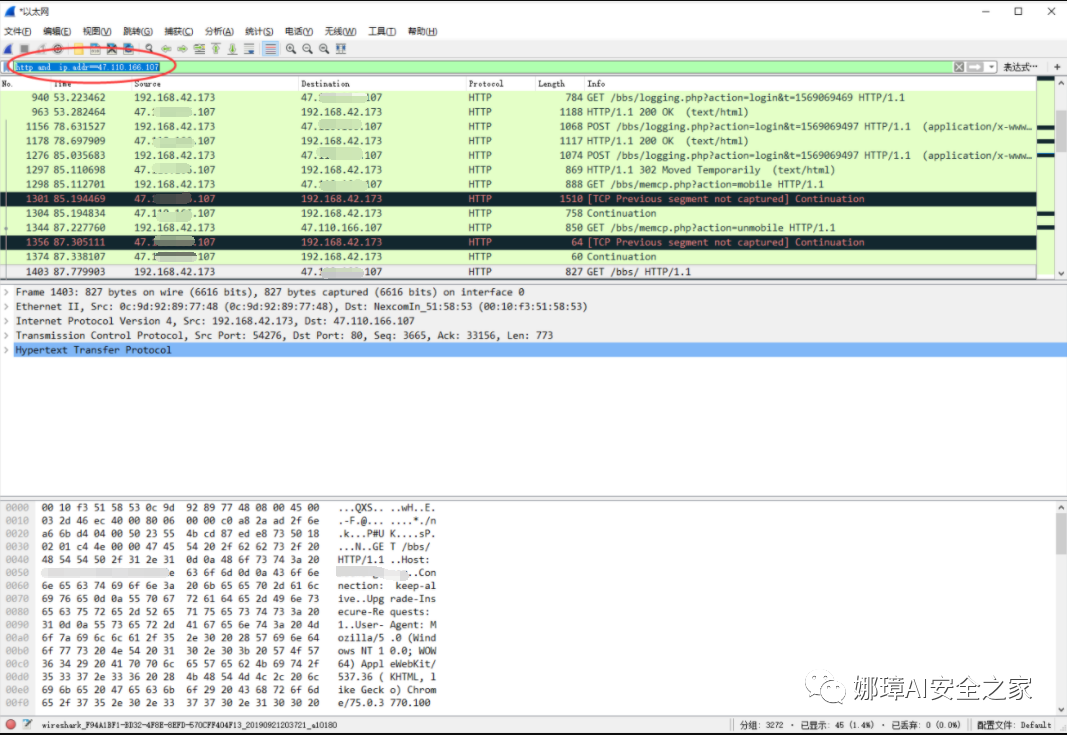 *以太网
文件(F) 编辑(E) 视图(V) 跳转(G) 捕获(C) 分析(A) 统计(S) 电话(Y) 无线(W) 工具(T) 帮助(H)
http and ip.addr==47.110.166.107 表达式… +
No. Time Source Destination Protocol Length Info
940 53.223462 192.168.42.173 47. 107 HTTP 784 GET /bbs/logging.php?action=login&t=1569069469 HTTP/1.1
963 53.282464 47. .107 192.168.42.173 HTTP 1188 HTTP/1.1 200 OK (text/html)
1156 78.631527 192.168.42.173 47. .107 HTTP 1068 POST /bbs/logging.php?action=login&t=1569069497 HTTP/1.1 (application/x-www…
1178 78.697909 47. .107 192.168.42.173 HTTP 1117 HTTP/1.1 200 OK (text/html)
1276 85.035683 192.168.42.173 47. .107 HTTP 1074 POST /bbs/logging.php?action=login&t=1569069497 HTTP/1.1 (application/x-www…
1297 85.110698 47. .107 192.168.42.173 HTTP 869 HTTP/1.1 302 Moved Temporarily (text/html)
1298 85.112701 192.168.42.173 47. .107 HTTP 888 GET /bbs/memcp.php?action=mobile HTTP/1.1
1301 85.194469 47. .107 192.168.42.173 HTTP 1510 [TCP Previous segment not captured] Continuation
1304 85.194834 47. .107 192.168.42.173 HTTP 758 Continuation
1344 87.227760 192.168.42.173 47.110.166.107 HTTP 850 GET /bbs/memcp.php?action=unmobile HTTP/1.1
1356 87.305111 47. .107 192.168.42.173 HTTP 64 [TCP Previous segment not captured] Continuation
1374 87.338107 47. .107 192.168.42.173 HTTP 60 Continuation
1403 87.779903 192.168.42.173 47. .107 HTTP 827 GET /bbs/ HTTP/1.1
Frame 1403: 827 bytes on wire (6616 bits), 827 bytes captured (6616 bits) on interface 0
Ethernet II, Src: 0c:9d:92:89:77:48 (0c:9d:92:89:77:48), Dst: NexcomIn_51:58:53 (00:10:f3:51:58:53)
Internet Protocol Version 4, Src: 192.168.42.173, Dst: 47.110.166.107
Transmission Control Protocol, Src Port: 54276, Dst Port: 80, Seq: 3665, Ack: 33156, Len: 773
Hypertext Transfer Protocol
0000 00 10 f3 51 58 53 0c 9d 92 89 77 48 08 00 45 00 ...QXS.. ..wH..E.
0010 03 2d 46 ec 40 00 80 06 00 00 c0 a8 2a ad 2f 6e .-F.@... ....*./n
0020 a6 6b d4 04 00 50 23 55 4b cd 87 ed e8 73 50 18 .k...P#U K....sP.
0030 02 01 c4 4e 00 00 47 45 54 20 2f 62 62 73 2f 20 ...N..GE T /bbs/
0040 48 54 54 50 2f 31 2e 31 0d 0a 48 6f 73 74 3a 20 HTTP/1.1 ..Host:
0050 e 63 6f 6d 0d 0a 43 6f 6e ..Con
0060 6e 65 63 74 69 6f 6e 3a 20 6b 65 65 70 2d 61 6c nection: keep-al
0070 69 76 65 0d 0a 55 70 67 72 61 64 65 2d 49 6e 73 ive..Upg rade-Ins
0080 65 63 75 72 65 2d 52 65 71 75 65 73 74 73 3a 20 ecure-Re quests:
0090 31 0d 0a 55 73 65 72 2d 41 67 65 6e 74 3a 20 4d 1..User- Agent: M
00a0 6f 7a 69 6c 6c 61 2f 35 2e 30 20 28 57 69 6e 64 ozilla/5 .0 (Wind
00b0 6f 77 73 20 4e 54 20 31 30 2e 30 3b 20 57 4f 57 ows NT 1 0.0; WOW
00c0 36 34 29 20 41 70 70 6c 65 57 65 62 4b 69 74 2f 64) Appl eWebKit/
00d0 35 33 37 2e 33 36 20 28 4b 48 54 4d 4c 2c 20 6c 537.36 ( KHTML, l
00e0 69 6b 65 20 47 65 63 6b 6f 29 20 43 68 72 6f 6d ike Geck o) Chrom
00f0 65 2f 37 35 2e 30 2e 33 37 37 30 2e 31 30 30 20 e/75.0.3 770.100
娜璋AI安全之家
wireshark_F94A1BF1-BD32-4F8E-8EFD-570CFF404F13_20190921203721_a10180 分组: 3272 · 已显示: 45 (1.4%) · 已丢弃: 0 (0.0%) 配置文件: Default